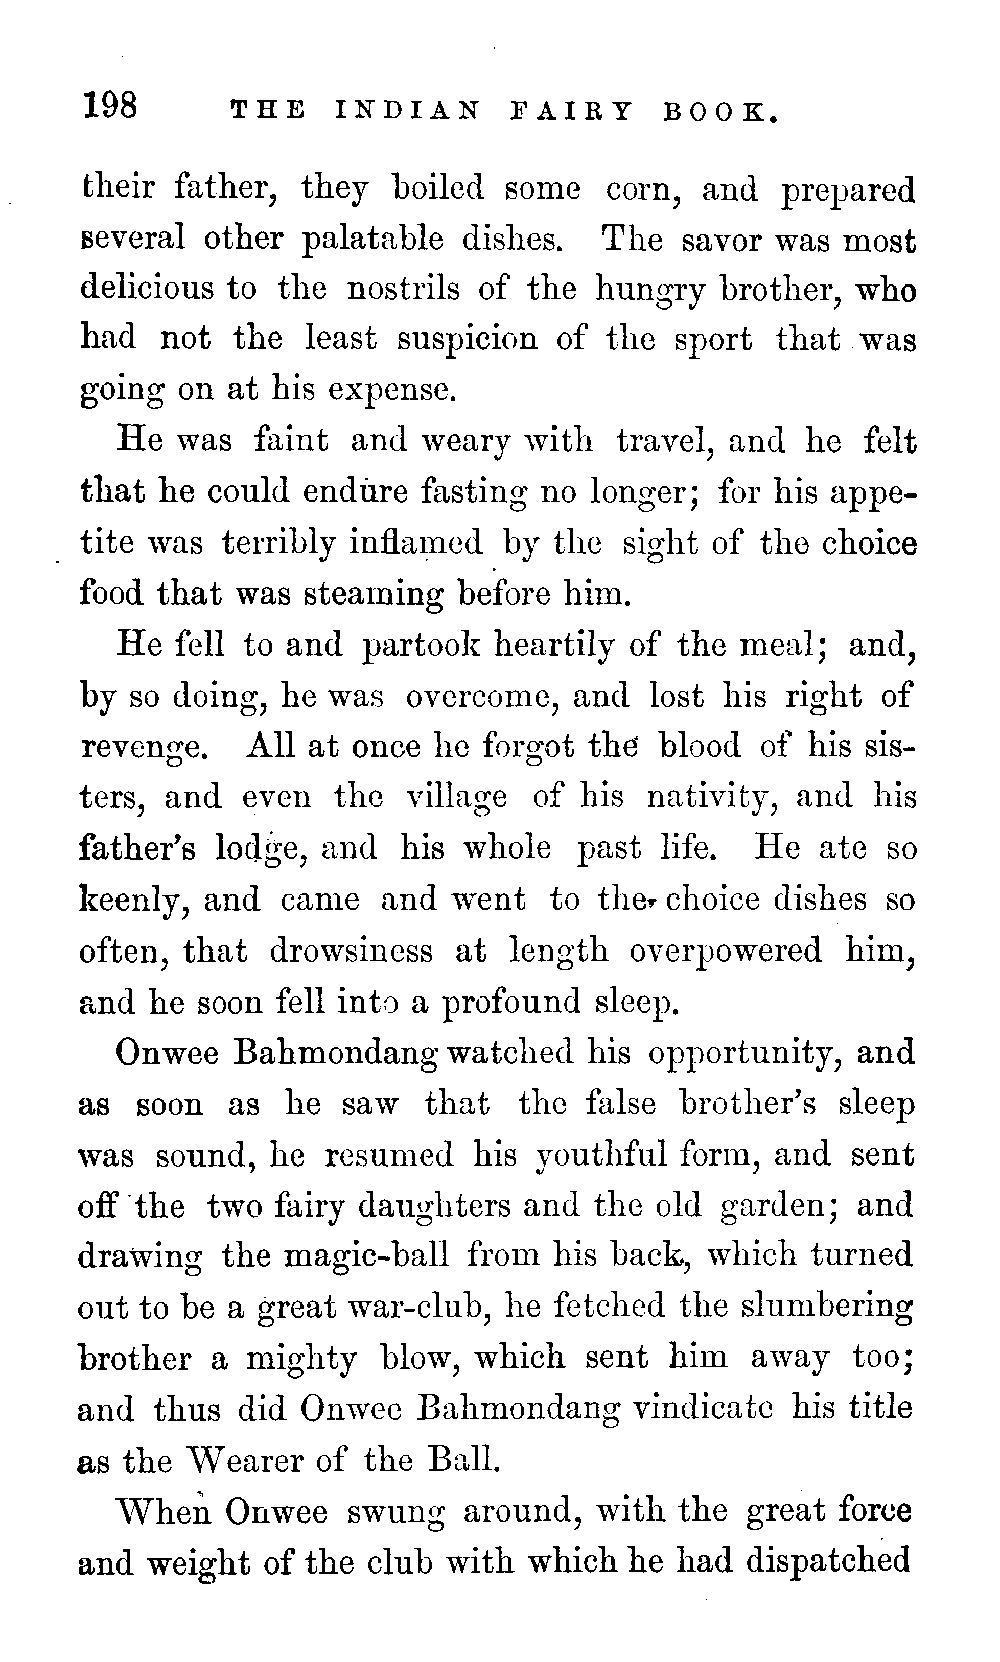 198 THE INDIAN FAIRY BOOK.
their father, they boiled some corn, and prepared
several other palatable dishes. The savor was most
delicious to the nostrils of the hungry brother, who
had not the least suspicion of the sport that was
going on at his expense.
He was faint and weary with travel, and he felt
that he could endure fasting no longer; for his appe-
tite was terribly inflamed by the sight of the choice
food that was steaming before him.
He fell to and partook heartily of the meal; and,
by so doing, he was overcome, and lost his right of
revenge. All at once he forgot the blood of his sis-
ters, and even the village of his nativity, and his
father's lodge, and his whole past life. He ate so
keenly, and came and went to the choice dishes so
often, that drowsiness at length overpowered him,
and he soon fell into a profound sleep.
Onwee Bahmondang watched his opportunity, and
as soon as he saw that the false brother's sleep
was sound, he resumed his youthful form, and sent
off the two fairy daughters and the old garden; and
drawing the magic-ball from his back, which turned
out to be a great war-club, he fetched the slumbering
brother a mighty blow, which sent him away too;
and thus did Onwee Bahmondang vindicate his title
as the Wearer of the Ball.
When Onwee swung around, with the great force
and weight of the club with which he had dispatched